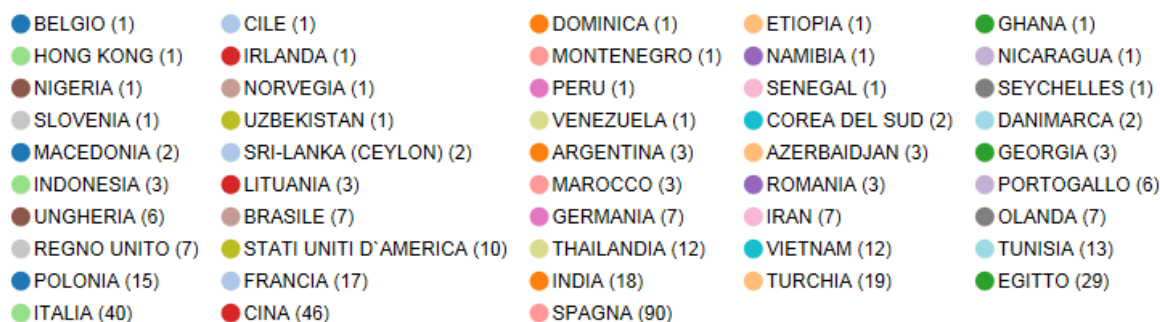 BELGIO (1) CILE (1) DOMINICA (1) ETIOPIA (1) GHANA (1)
HONG KONG (1) IRLANDA (1) MONTENEGRO (1) NAMIBIA (1) NICARAGUA (1)
NIGERIA (1) NORVEGIA (1) PERU (1) SENEGAL (1) SEYCHELLES (1)
SLOVENIA (1) UZBEKISTAN (1) VENEZUELA (1) COREA DEL SUD (2) DANIMARCA (2)
MACEDONIA (2) SRI-LANKA (CEYLON) (2) ARGENTINA (3) AZERBAIDJAN (3) GEORGIA (3)
INDONESIA (3) LITUANIA (3) MAROCCO (3) ROMANIA (3) PORTOGALLO (6)
UNGHERIA (6) BRASILE (7) GERMANIA (7) IRAN (7) OLANDA (7)
REGNO UNITO (7) STATI UNITI D`AMERICA (10) THAILANDIA (12) VIETNAM (12) TUNISIA (13)
POLONIA (15) FRANCIA (17) INDIA (18) TURCHIA (19) EGITTO (29)
ITALIA (40) CINA (46) SPAGNA (90)